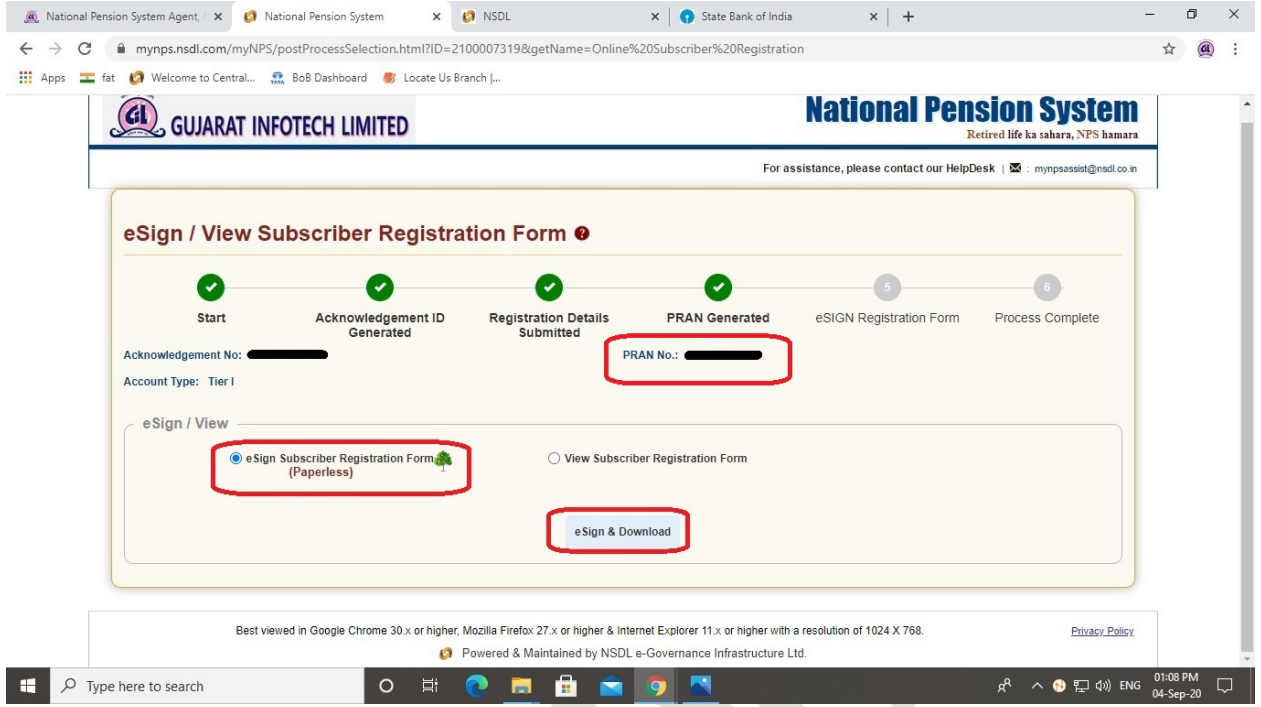 National Pension System Agent,
National Pension System
NSDL
State Bank of India
mynps.nsdl.com/myNPS/postProcessSelection.html?ID=2100007319&getName=Online%20Subscriber%20Registration
Apps
fat
Welcome to Central...
BoB Dashboard
Locate Us Branch |...
GUJARAT INFOTECH LIMITED
National Pension System
Retired life ka sahara, NPS hamara
For assistance, please contact our HelpDesk | : mynpsassist@nsdl.co.in
eSign / View Subscriber Registration Form ?
5
6
Start
Acknowledgement ID
Generated
Registration Details
Submitted
PRAN Generated
eSIGN Registration Form
Process Complete
Acknowledgement No:
PRAN No.:
Account Type: Tier I
eSign / View
eSign Subscriber Registration Form
(Paperless)
View Subscriber Registration Form
eSign & Download
Best viewed in Google Chrome 30.x or higher, Mozilla Firefox 27.x or higher & Internet Explorer 11.x or higher with a resolution of 1024 X 768.
Privacy Policy
Powered & Maintained by NSDL e-Governance Infrastructure Ltd.
Type here to search
ENG
01:08 PM
04-Sep-20